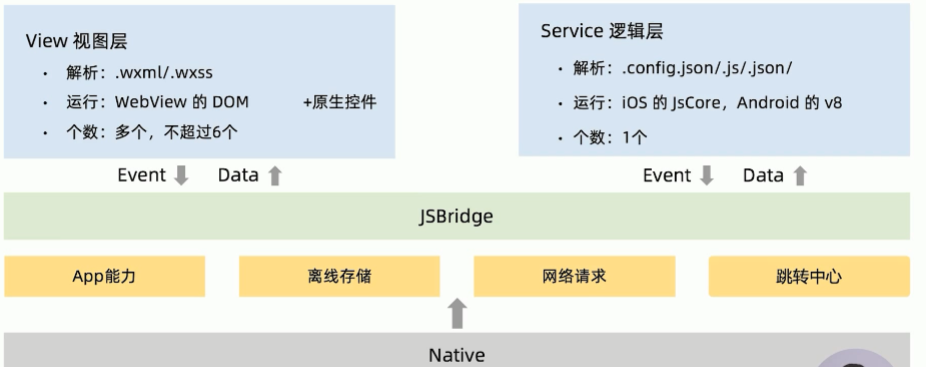 View 视图层
• 解析：.wxml/.wxss
• 运行：WebView 的 DOM +原生控件
• 个数：多个，不超过6个
Service 逻辑层
• 解析：.config.json/.js/.json/
• 运行：iOS 的 JsCore，Android 的 v8
• 个数：1个
Event Data
Event Data
JSBridge
App能力
离线存储
网络请求
跳转中心
Native